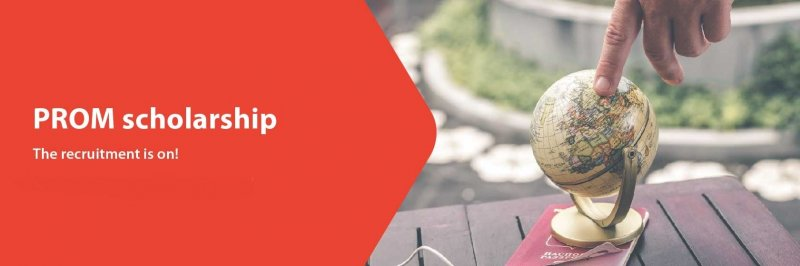 PROM scholarship
The recruitment is on!